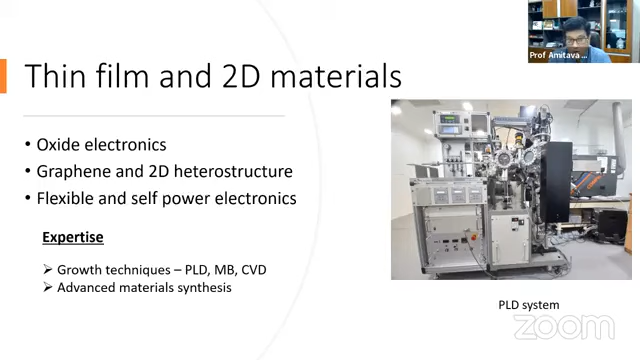 Prof Amitava ...
Thin film and 2D materials
• Oxide electronics
• Graphene and 2D heterostructure
• Flexible and self power electronics
Expertise
➢ Growth techniques – PLD, MB, CVD
➢ Advanced materials synthesis
PLD system
zoom